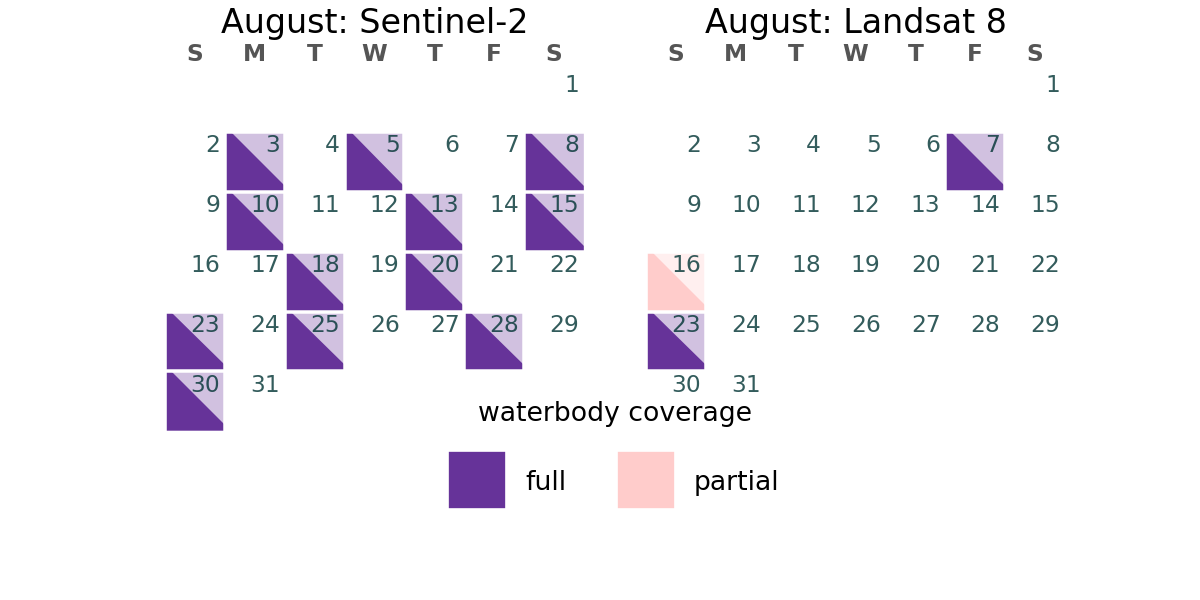 August: Sentinel-2
S M T W T F S
1
2 3 4 5 6 7 8
9 10 11 12 13 14 15
16 17 18 19 20 21 22
23 24 25 26 27 28 29
30 31
August: Landsat 8
S M T W T F S
1
2 3 4 5 6 7 8
9 10 11 12 13 14 15
16 17 18 19 20 21 22
23 24 25 26 27 28 29
30 31
waterbody coverage
full partial